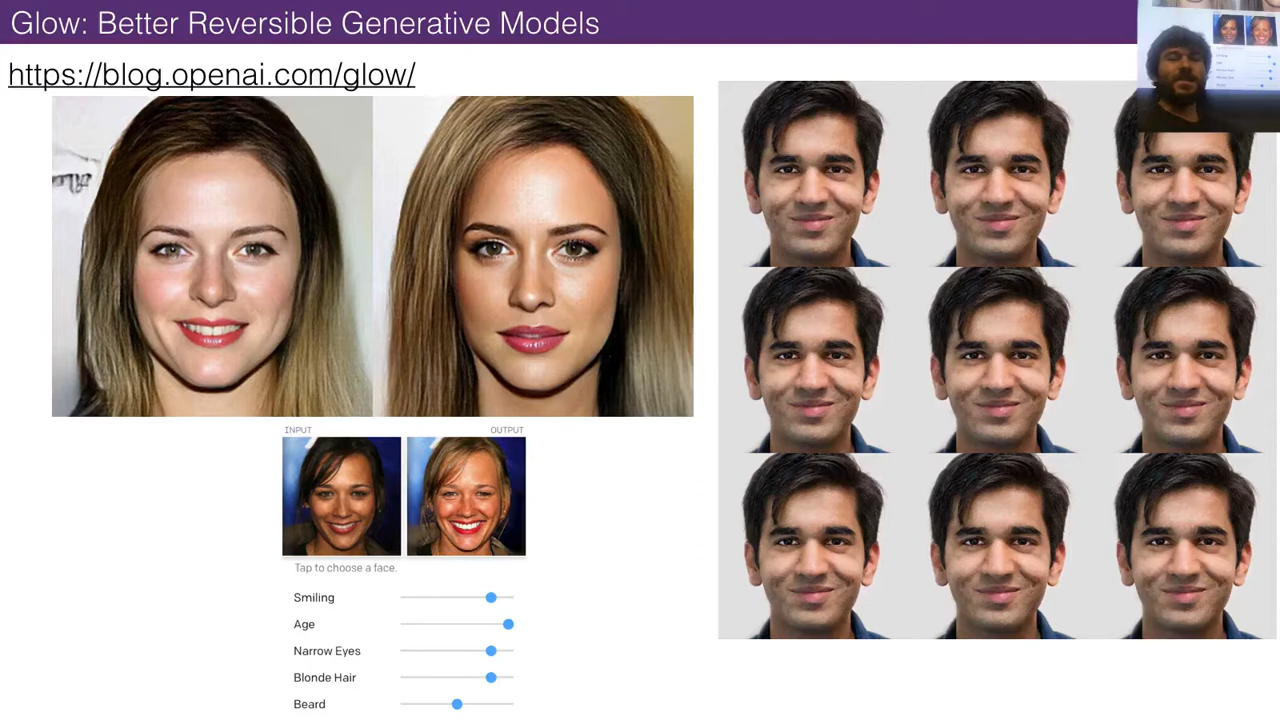 Glow: Better Reversible Generative Models
https://blog.openai.com/glow/
INPUT
OUTPUT
Tap to choose a face.
Smiling
Age
Narrow Eyes
Blonde Hair
Beard